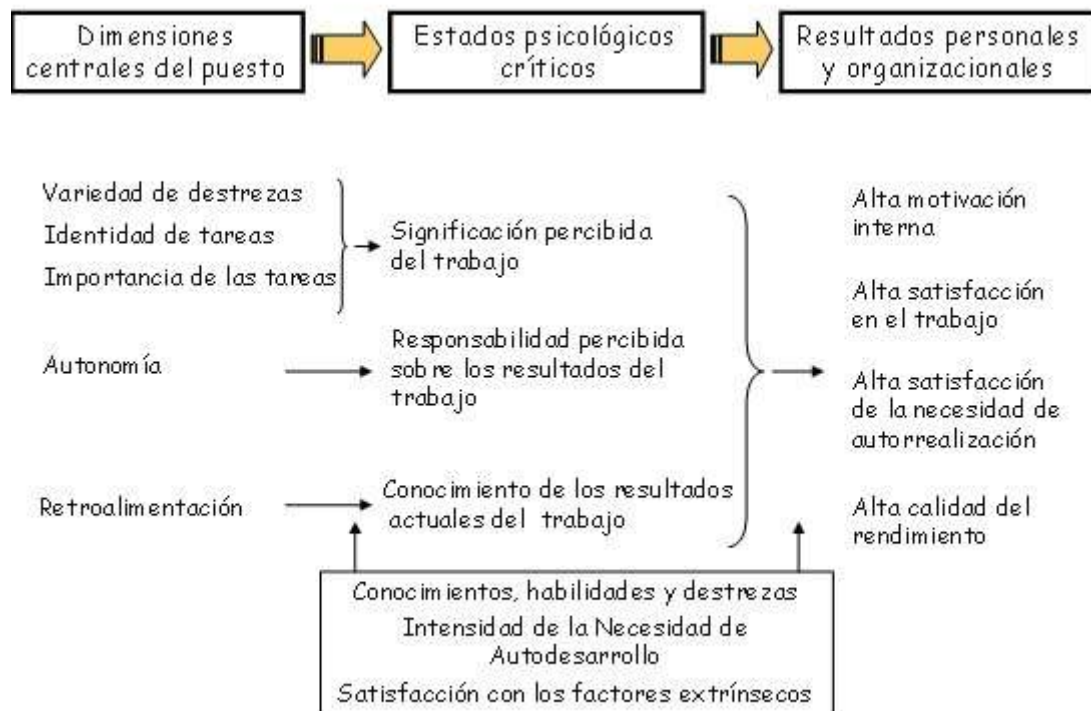 Dimensiones
centrales del puesto
Estados psicológicos
críticos
Resultados personales
y organizacionales
Variedad de destrezas
Identidad de tareas
Importancia de las tareas
Significación percibida
del trabajo
Autonomía
Responsabilidad percibida
sobre los resultados del
trabajo
Retroalimentación
Conocimiento de los resultados
actuales del trabajo
Alta motivación
interna
Alta satisfacción
en el trabajo
Alta satisfacción
de la necesidad de
autorrealización
Alta calidad del
rendimiento
Conocimientos, habilidades y destrezas
Intensidad de la Necesidad de
Autodesarrollo
Satisfacción con los factores extrínsecos